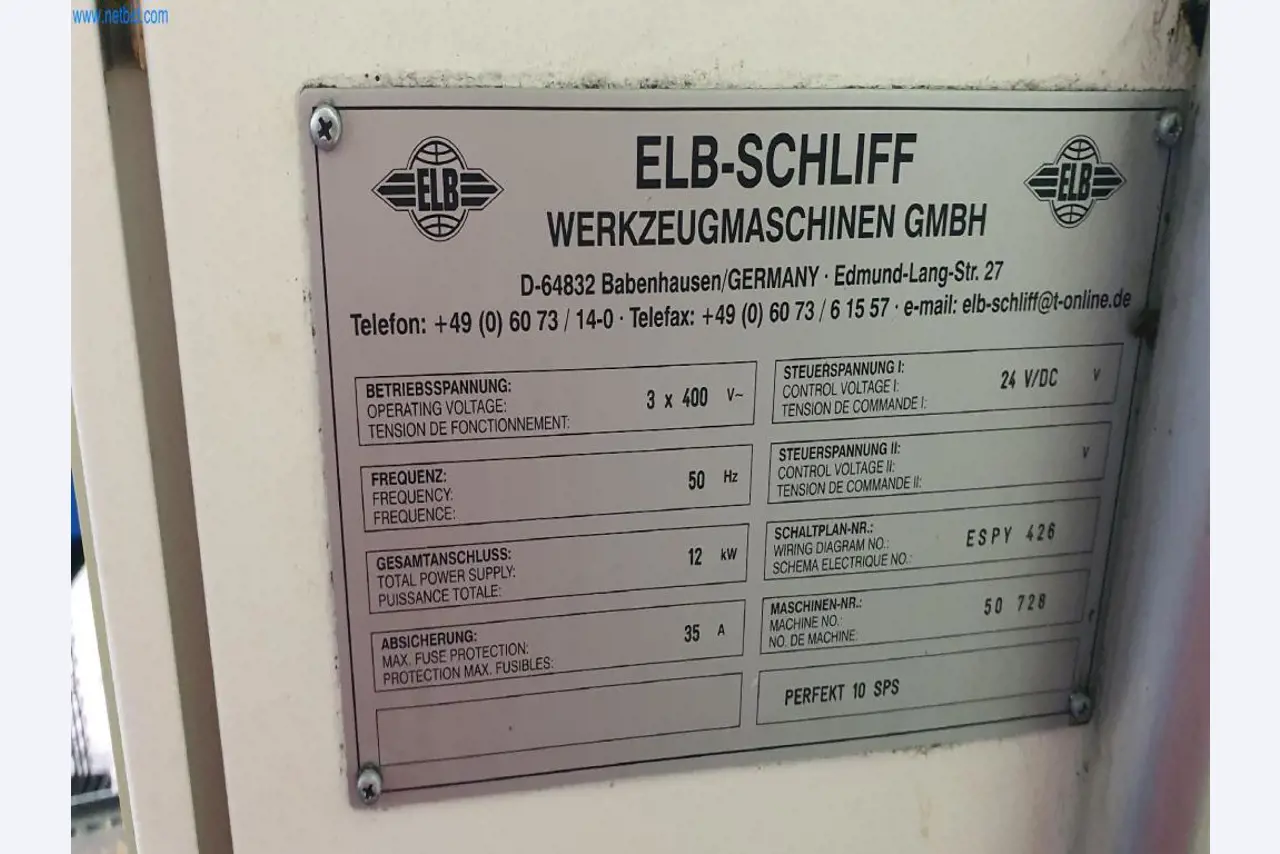 www.netbid.com
ELB
ELB-SCHLIFF
ELB
WERKZEUGMASCHINEN GMBH
D-64832 Babenhausen/GERMANY · Edmund-Lang-Str. 27
Telefon: +49 (0) 60 73 / 14-0 · Telefax: +49 (0) 60 73 / 6 15 57 · e-mail: elb-schliff@t-online.de
BETRIEBSSPANNUNG:
OPERATING VOLTAGE:
TENSION DE FONCTIONNEMENT:
3 x 400 V~
FREQUENZ:
FREQUENCY:
FREQUENCE:
50 Hz
GESAMTANSCHLUSS:
TOTAL POWER SUPPLY:
PUISSANCE TOTALE:
12 kW
ABSICHERUNG:
MAX. FUSE PROTECTION:
PROTECTION MAX. FUSIBLES:
35 A
STEUERSPANNUNG I:
CONTROL VOLTAGE I:
TENSION DE COMMANDE I:
24 V/DC V
STEUERSPANNUNG II:
CONTROL VOLTAGE II:
TENSION DE COMMANDE II:
V
SCHALTPLAN-NR.:
WIRING DIAGRAM NO.:
SCHEMA ELECTRIQUE NO.:
ESPY 426
MASCHINEN-NR.:
MACHINE NO.:
NO. DE MACHINE:
50 728
PERFEKT 10 SPS